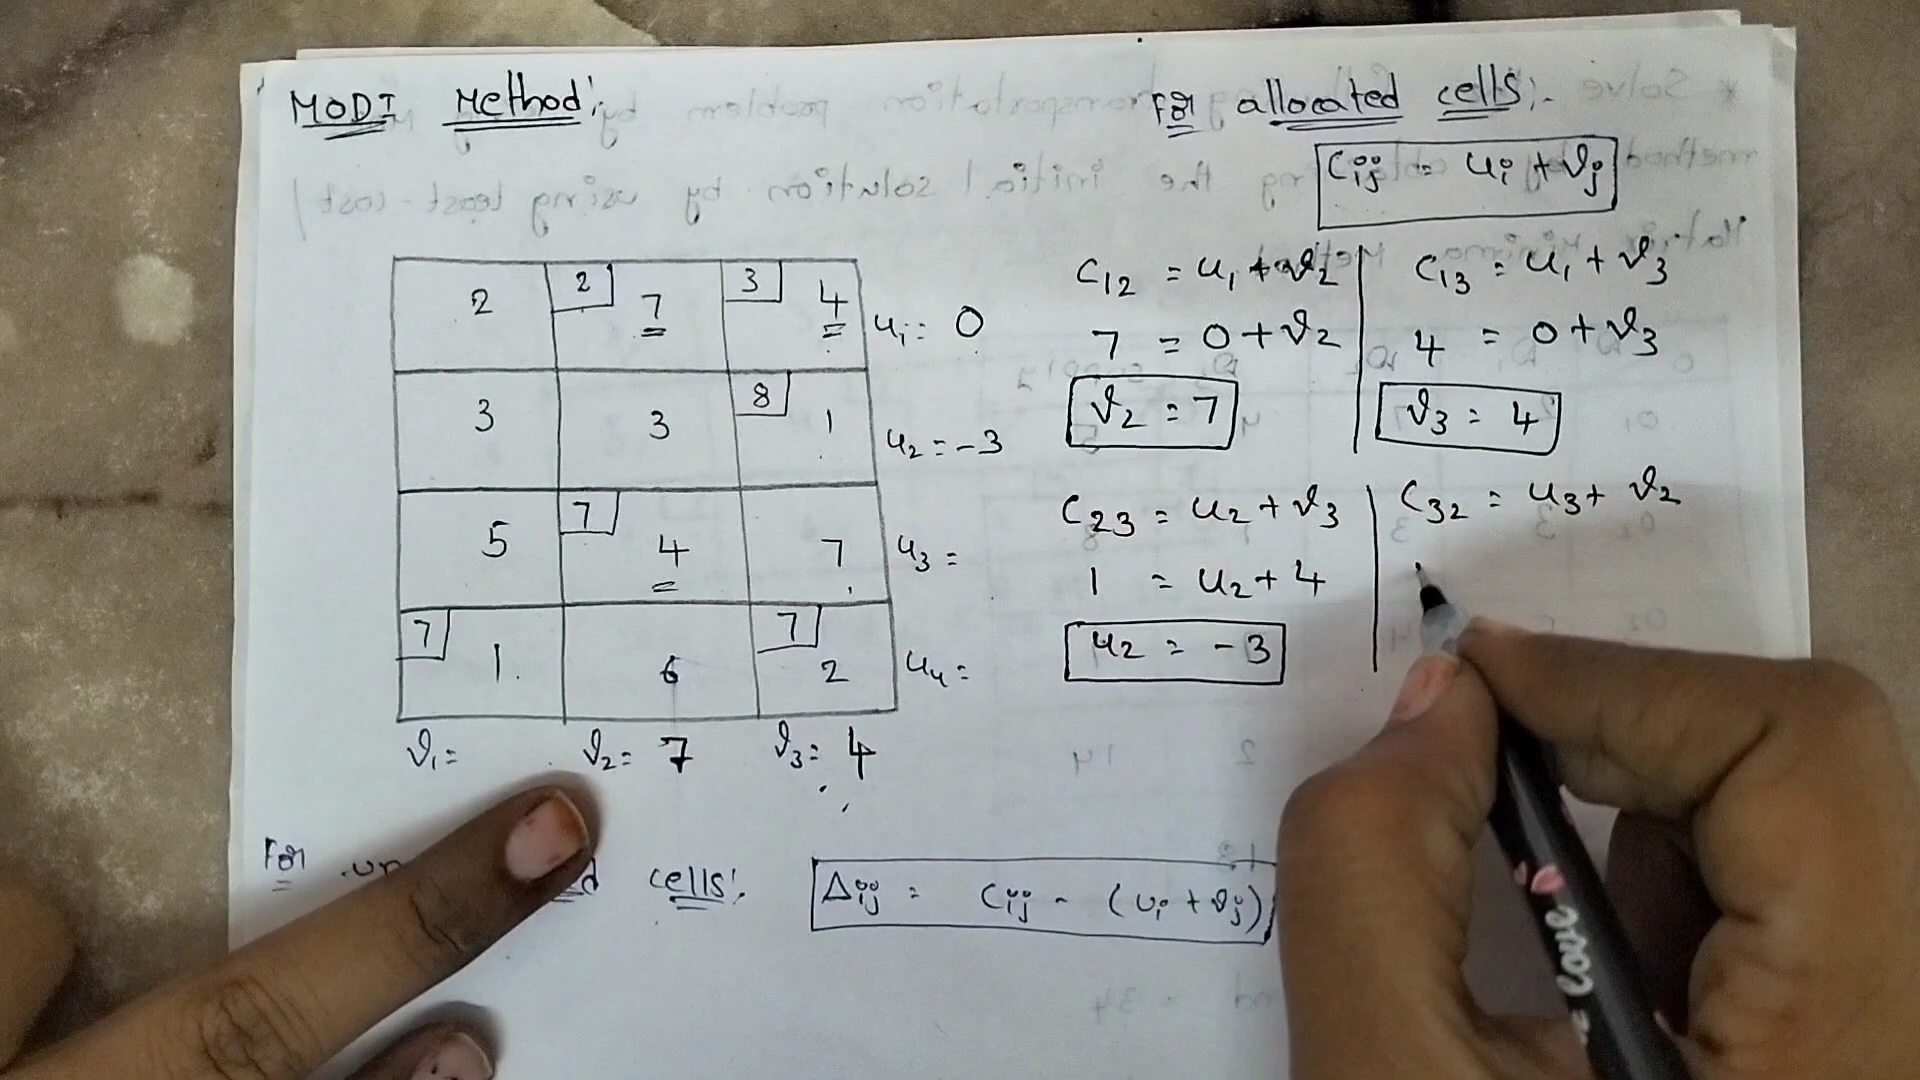 MODI Method:
For allocated cells:-
Cij = ui + vj
2 2 7 3 4 u1 = 0
3 3 8 1 u2 = -3
5 7 4 7 u3 =
7 1 6 7 2 u4 =
v1 = v2 = 7 v3 = 4
C12 = u1 + v2
7 = 0 + v2
v2 = 7
C13 = u1 + v3
4 = 0 + v3
v3 = 4
C23 = u2 + v3
1 = u2 + 4
u2 = -3
C32 = u3 + v2
For cells:
Δij = Cij - (ui + vj)